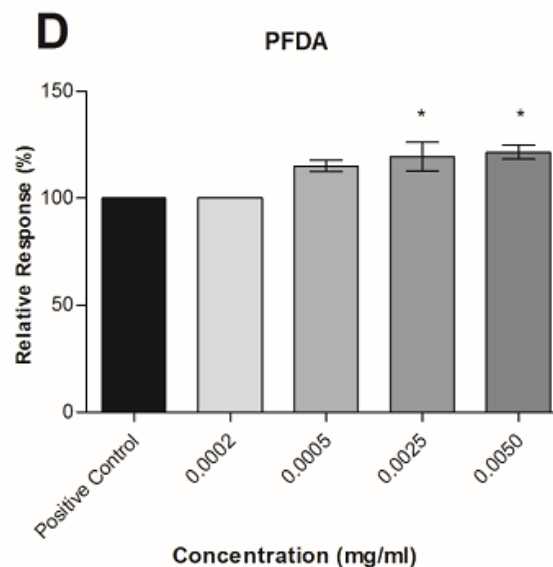 D
PFDA
Relative Response (%)
150
100
50
0
*
*
Positive Control
0.0002
0.0005
0.0025
0.0050
Concentration (mg/ml)